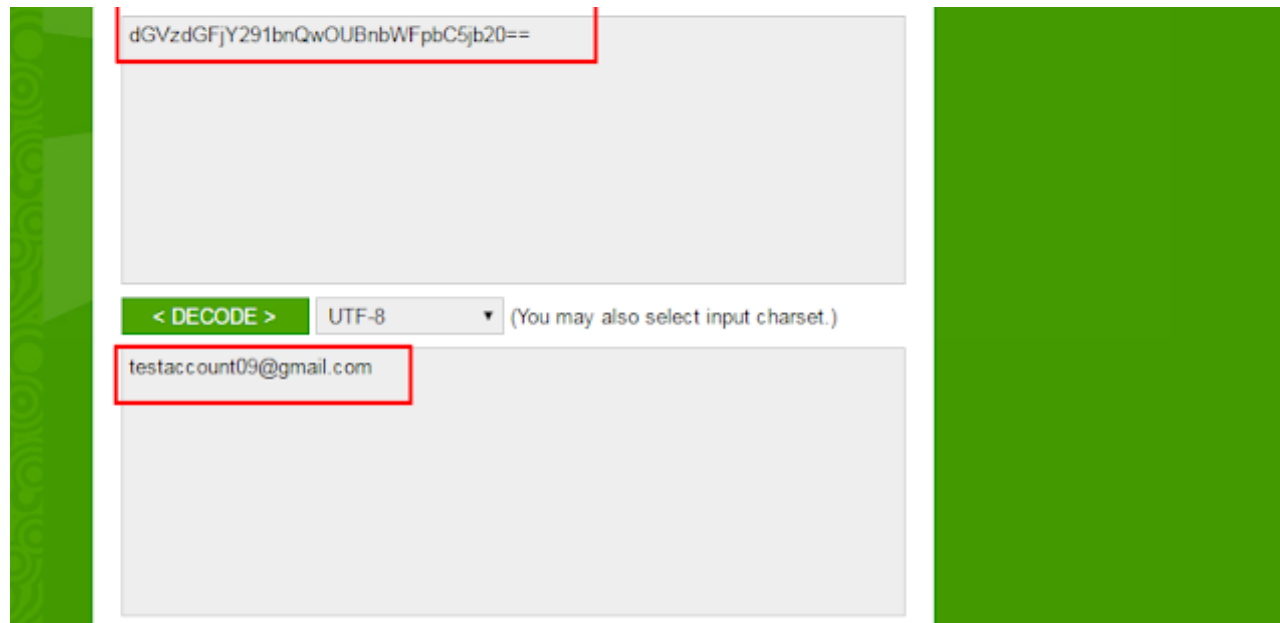 dGVzdGFjY291bnQwOUBnbWFpbC5jb20==
< DECODE > UTF-8 (You may also select input charset.)
testaccount09@gmail.com